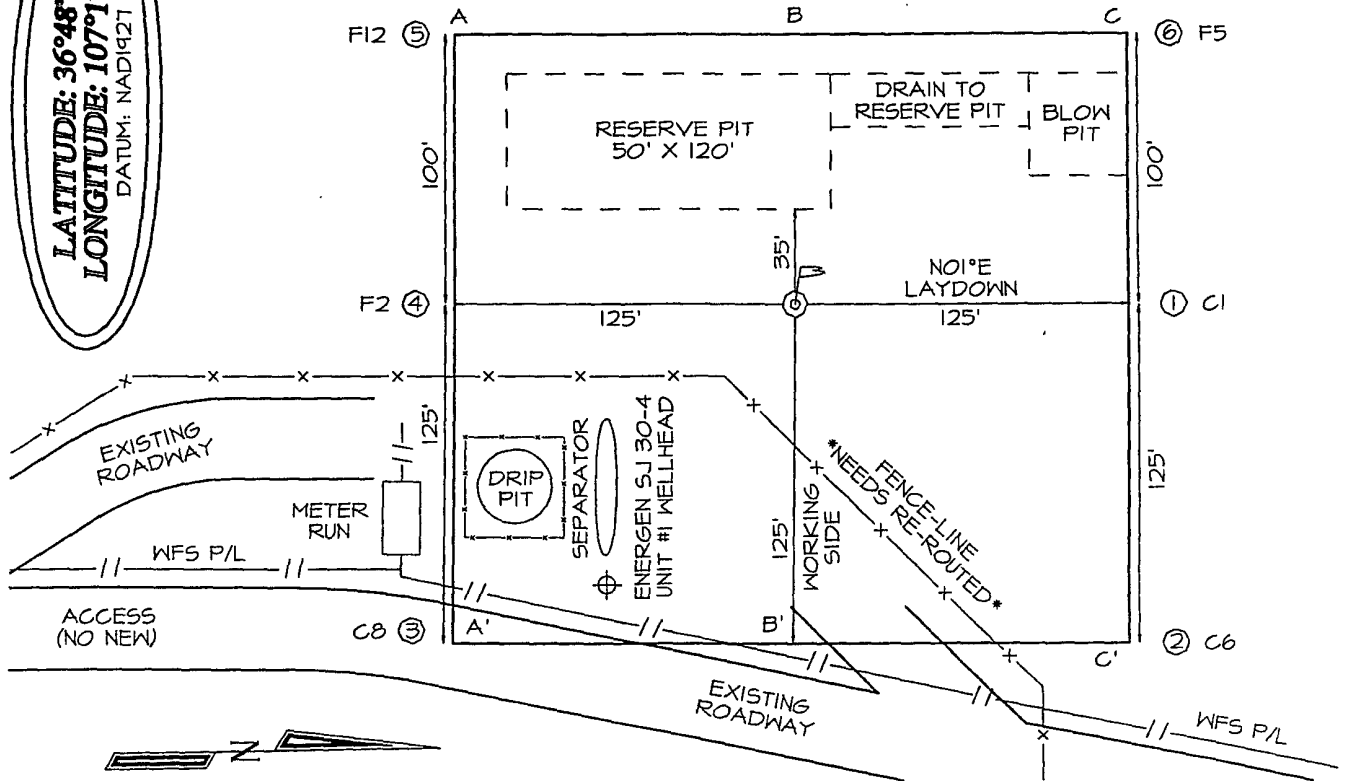 LATITUDE: 36°48'
LONGITUDE: 107°1
DATUM: NAD1927
A
B
C
F12 ⑤
⑥ F5
RESERVE PIT
50' X 120'
DRAIN TO
RESERVE PIT
BLOW
PIT
100'
100'
35'
N01°E
LAYDOWN
F2 ④
① C1
125'
125'
EXISTING
ROADWAY
125'
METER
RUN
DRIP
PIT
SEPARATOR
ENERGEN SJ 30-4
UNIT #1 WELLHEAD
125'
WORKING
SIDE
FENCE-LINE
*NEEDS RE-ROUTED*
125'
WFS P/L
ACCESS
(NO NEW)
C8 ③
A'
B'
C'
② C6
EXISTING
ROADWAY
WFS P/L
N